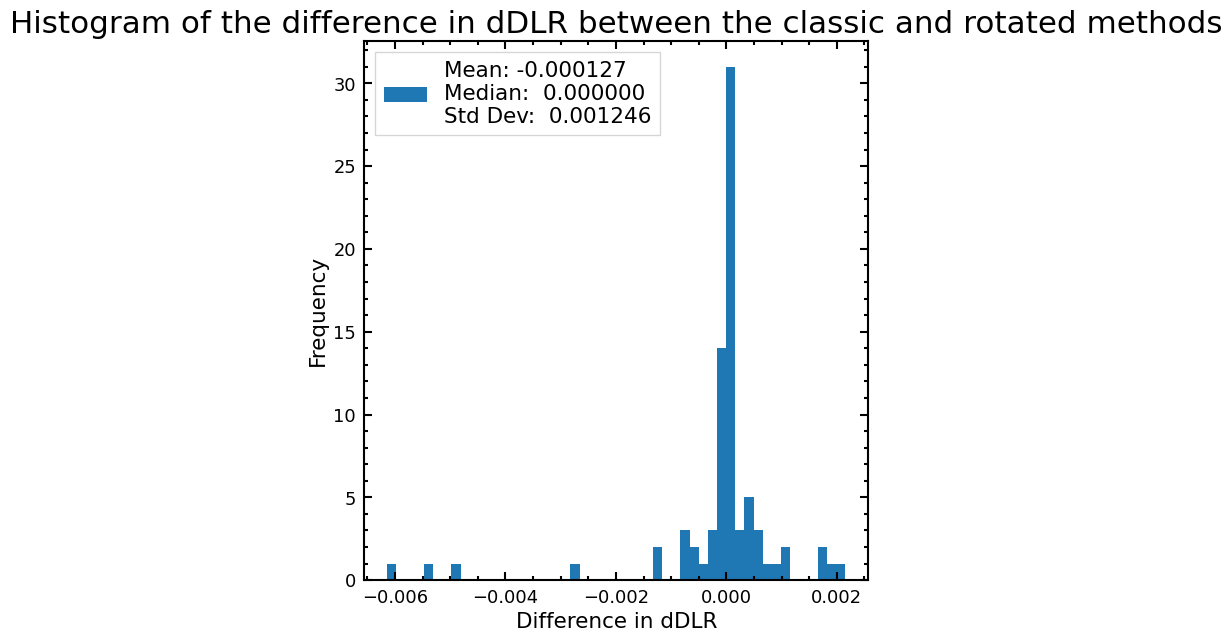 Histogram of the difference in dDLR between the classic and rotated methods
Mean: -0.000127
Median:  0.000000
Std Dev:  0.001246
30
25
20
15
10
5
0
Frequency
−0.006
−0.004
−0.002
0.000
0.002
Difference in dDLR